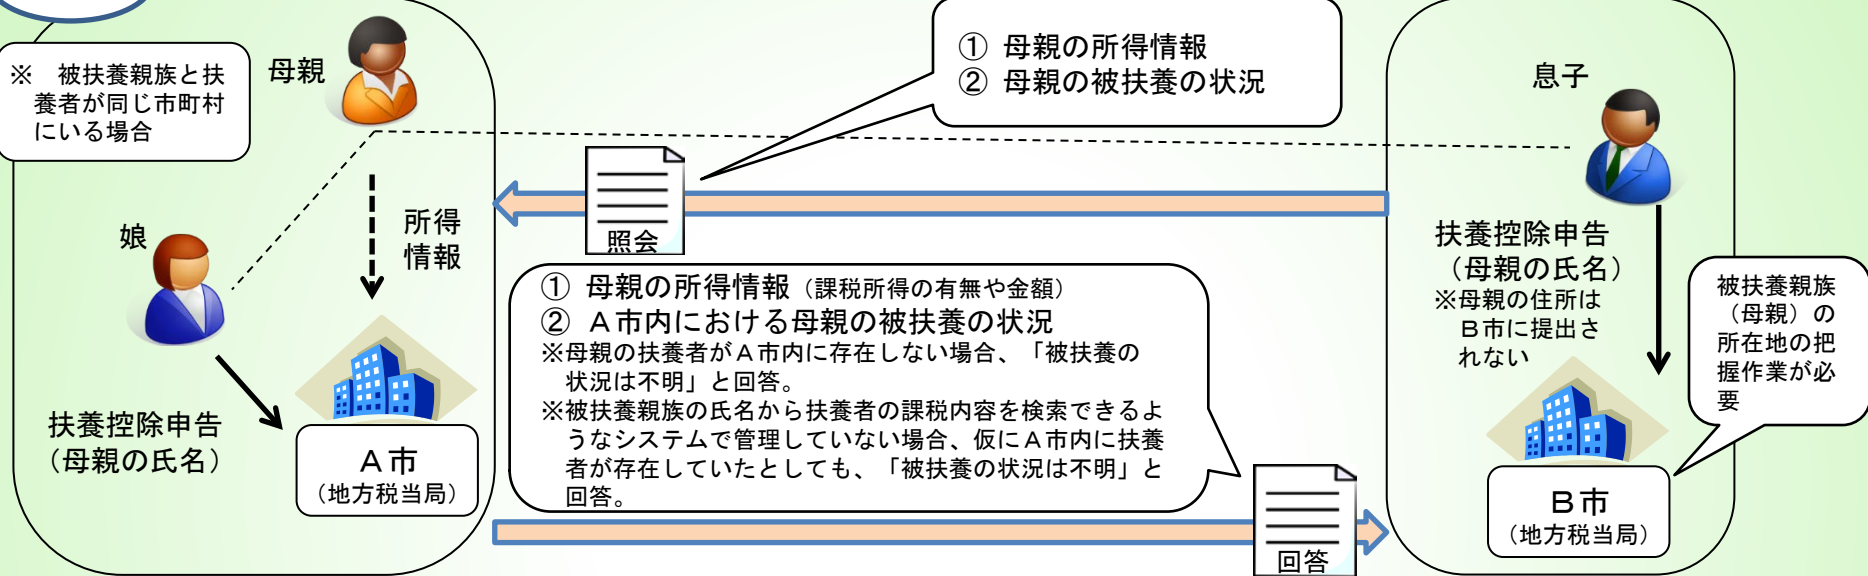 ※　被扶養親族と扶
養者が同じ市町村
にいる場合
母親
娘
所得
情報
扶養控除申告
（母親の氏名）
A市
（地方税当局）
① 母親の所得情報
② 母親の被扶養の状況
照会
① 母親の所得情報（課税所得の有無や金額）
② A市内における母親の被扶養の状況
※母親の扶養者がA市内に存在しない場合、「被扶養の
状況は不明」と回答。
※被扶養親族の氏名から扶養者の課税内容を検索できるよ
うなシステムで管理していない場合、仮にA市内に扶養
者が存在していたとしても、「被扶養の状況は不明」と
回答。
回答
息子
扶養控除申告
（母親の氏名）
※母親の住所は
B市に提出さ
れない
被扶養親族
（母親）の
所在地の把
握作業が必
要
B市
（地方税当局）